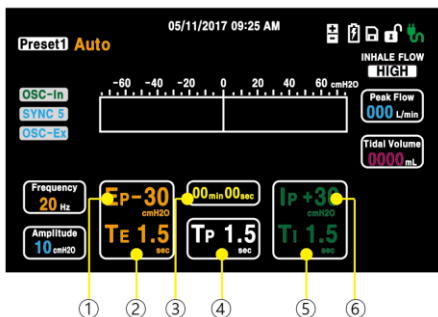 05/11/2017 09:25 AM
Preset1 Auto
INHALE FLOW
HIGH
-60 -40 -20 0 20 40 60 cmH2O
OSC-In
SYNC 5
OSC-Ex
Peak Flow
000 L/min
Tidal Volume
0000 mL
Frequency
20 Hz
Amplitude
10 cmH20
EP-30
cmH2O
TE 1.5
sec
00min 00sec
TP 1.5
sec
IP +30
cmH2O
TI 1.5
sec
① ② ③ ④ ⑤ ⑥